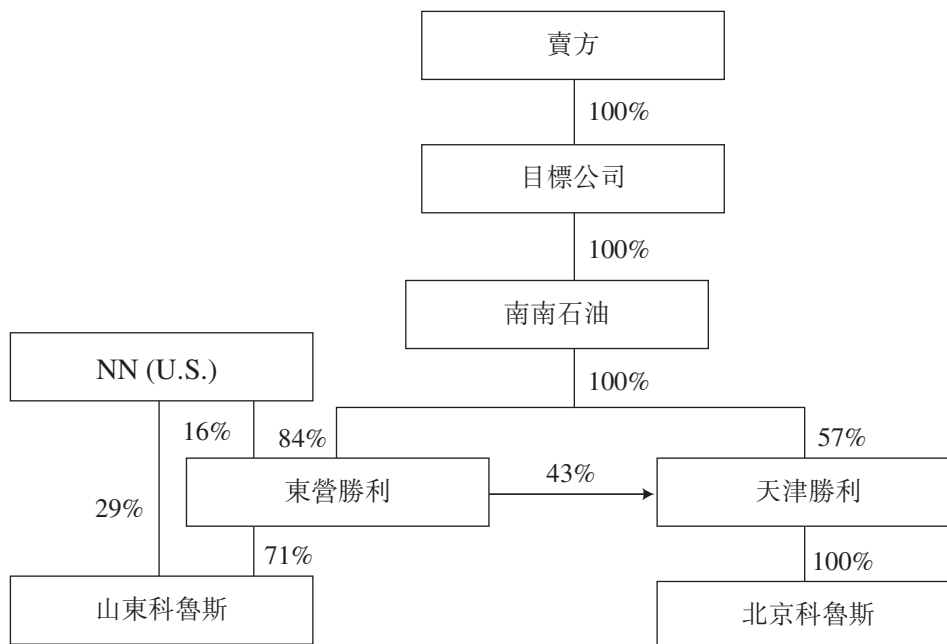 賣方
100%
目標公司
100%
南南石油
NN (U.S.)
100%
16%
84%
57%
東營勝利
43%
天津勝利
29%
71%
100%
山東科魯斯
北京科魯斯